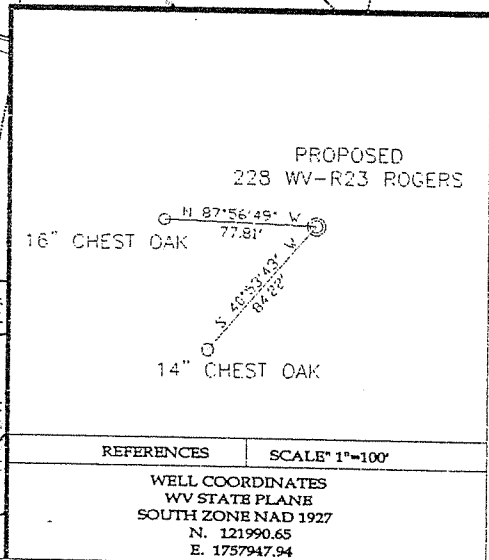 PROPOSED
228 WV-R23 ROGERS
N 87°56'49" W
77.81'
16" CHEST OAK
S 40°53'43" W
84.22'
14" CHEST OAK
REFERENCES
SCALE" 1"=100'
WELL COORDINATES
WV STATE PLANE
SOUTH ZONE NAD 1927
N. 121990.65
E. 1757947.94